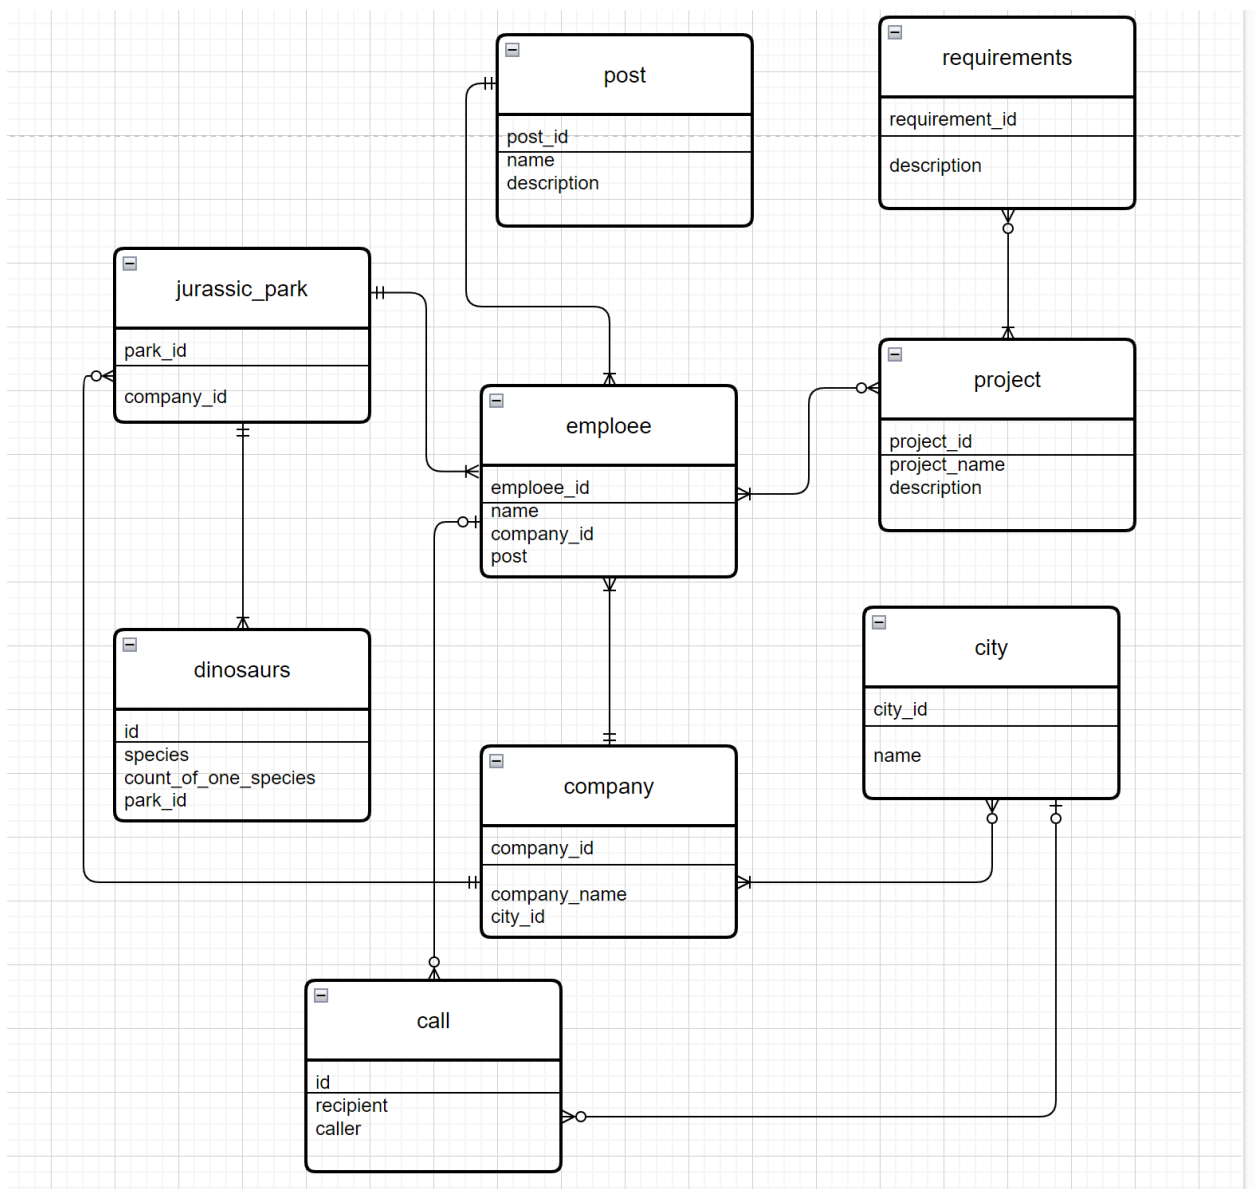 post
post_id
name
description
requirements
requirement_id
description
jurassic_park
park_id
company_id
emploee
emploee_id
name
company_id
post
project
project_id
project_name
description
dinosaurs
id
species
count_of_one_species
park_id
city
city_id
name
company
company_id
company_name
city_id
call
id
recipient
caller